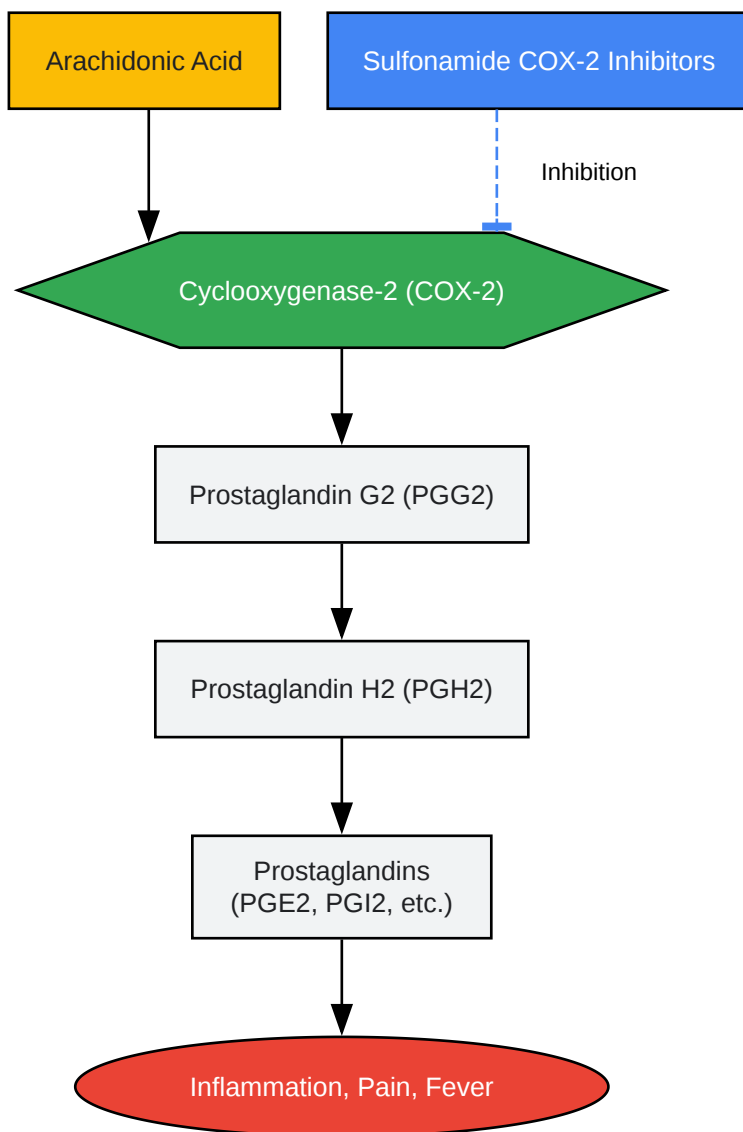 Arachidonic Acid
Sulfonamide COX-2 Inhibitors
Inhibition
Cyclooxygenase-2 (COX-2)
Prostaglandin G2 (PGG2)
Prostaglandin H2 (PGH2)
Prostaglandins
(PGE2, PGI2, etc.)
Inflammation, Pain, Fever